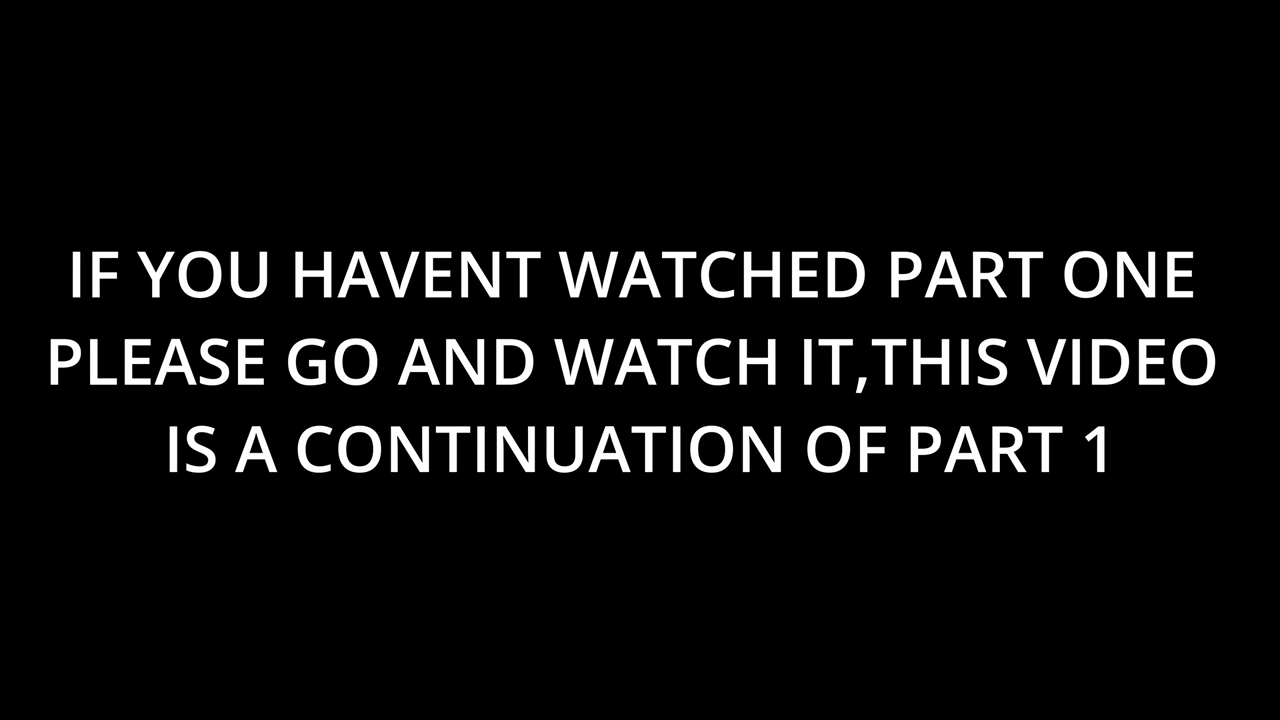 IF YOU HAVENT WATCHED PART ONE
PLEASE GO AND WATCH IT,THIS VIDEO
IS A CONTINUATION OF PART 1